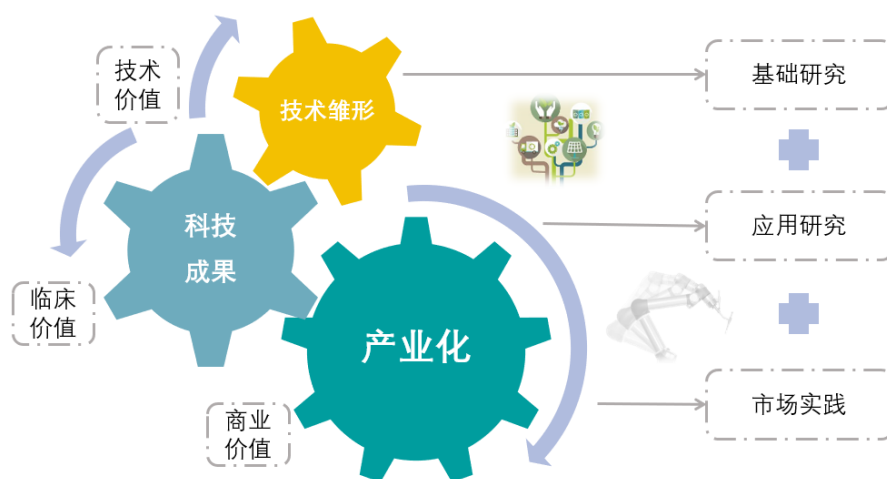 技术
价值
技术雏形
基础研究
科技
成果
应用研究
临床
价值
产业化
商业
价值
市场实践